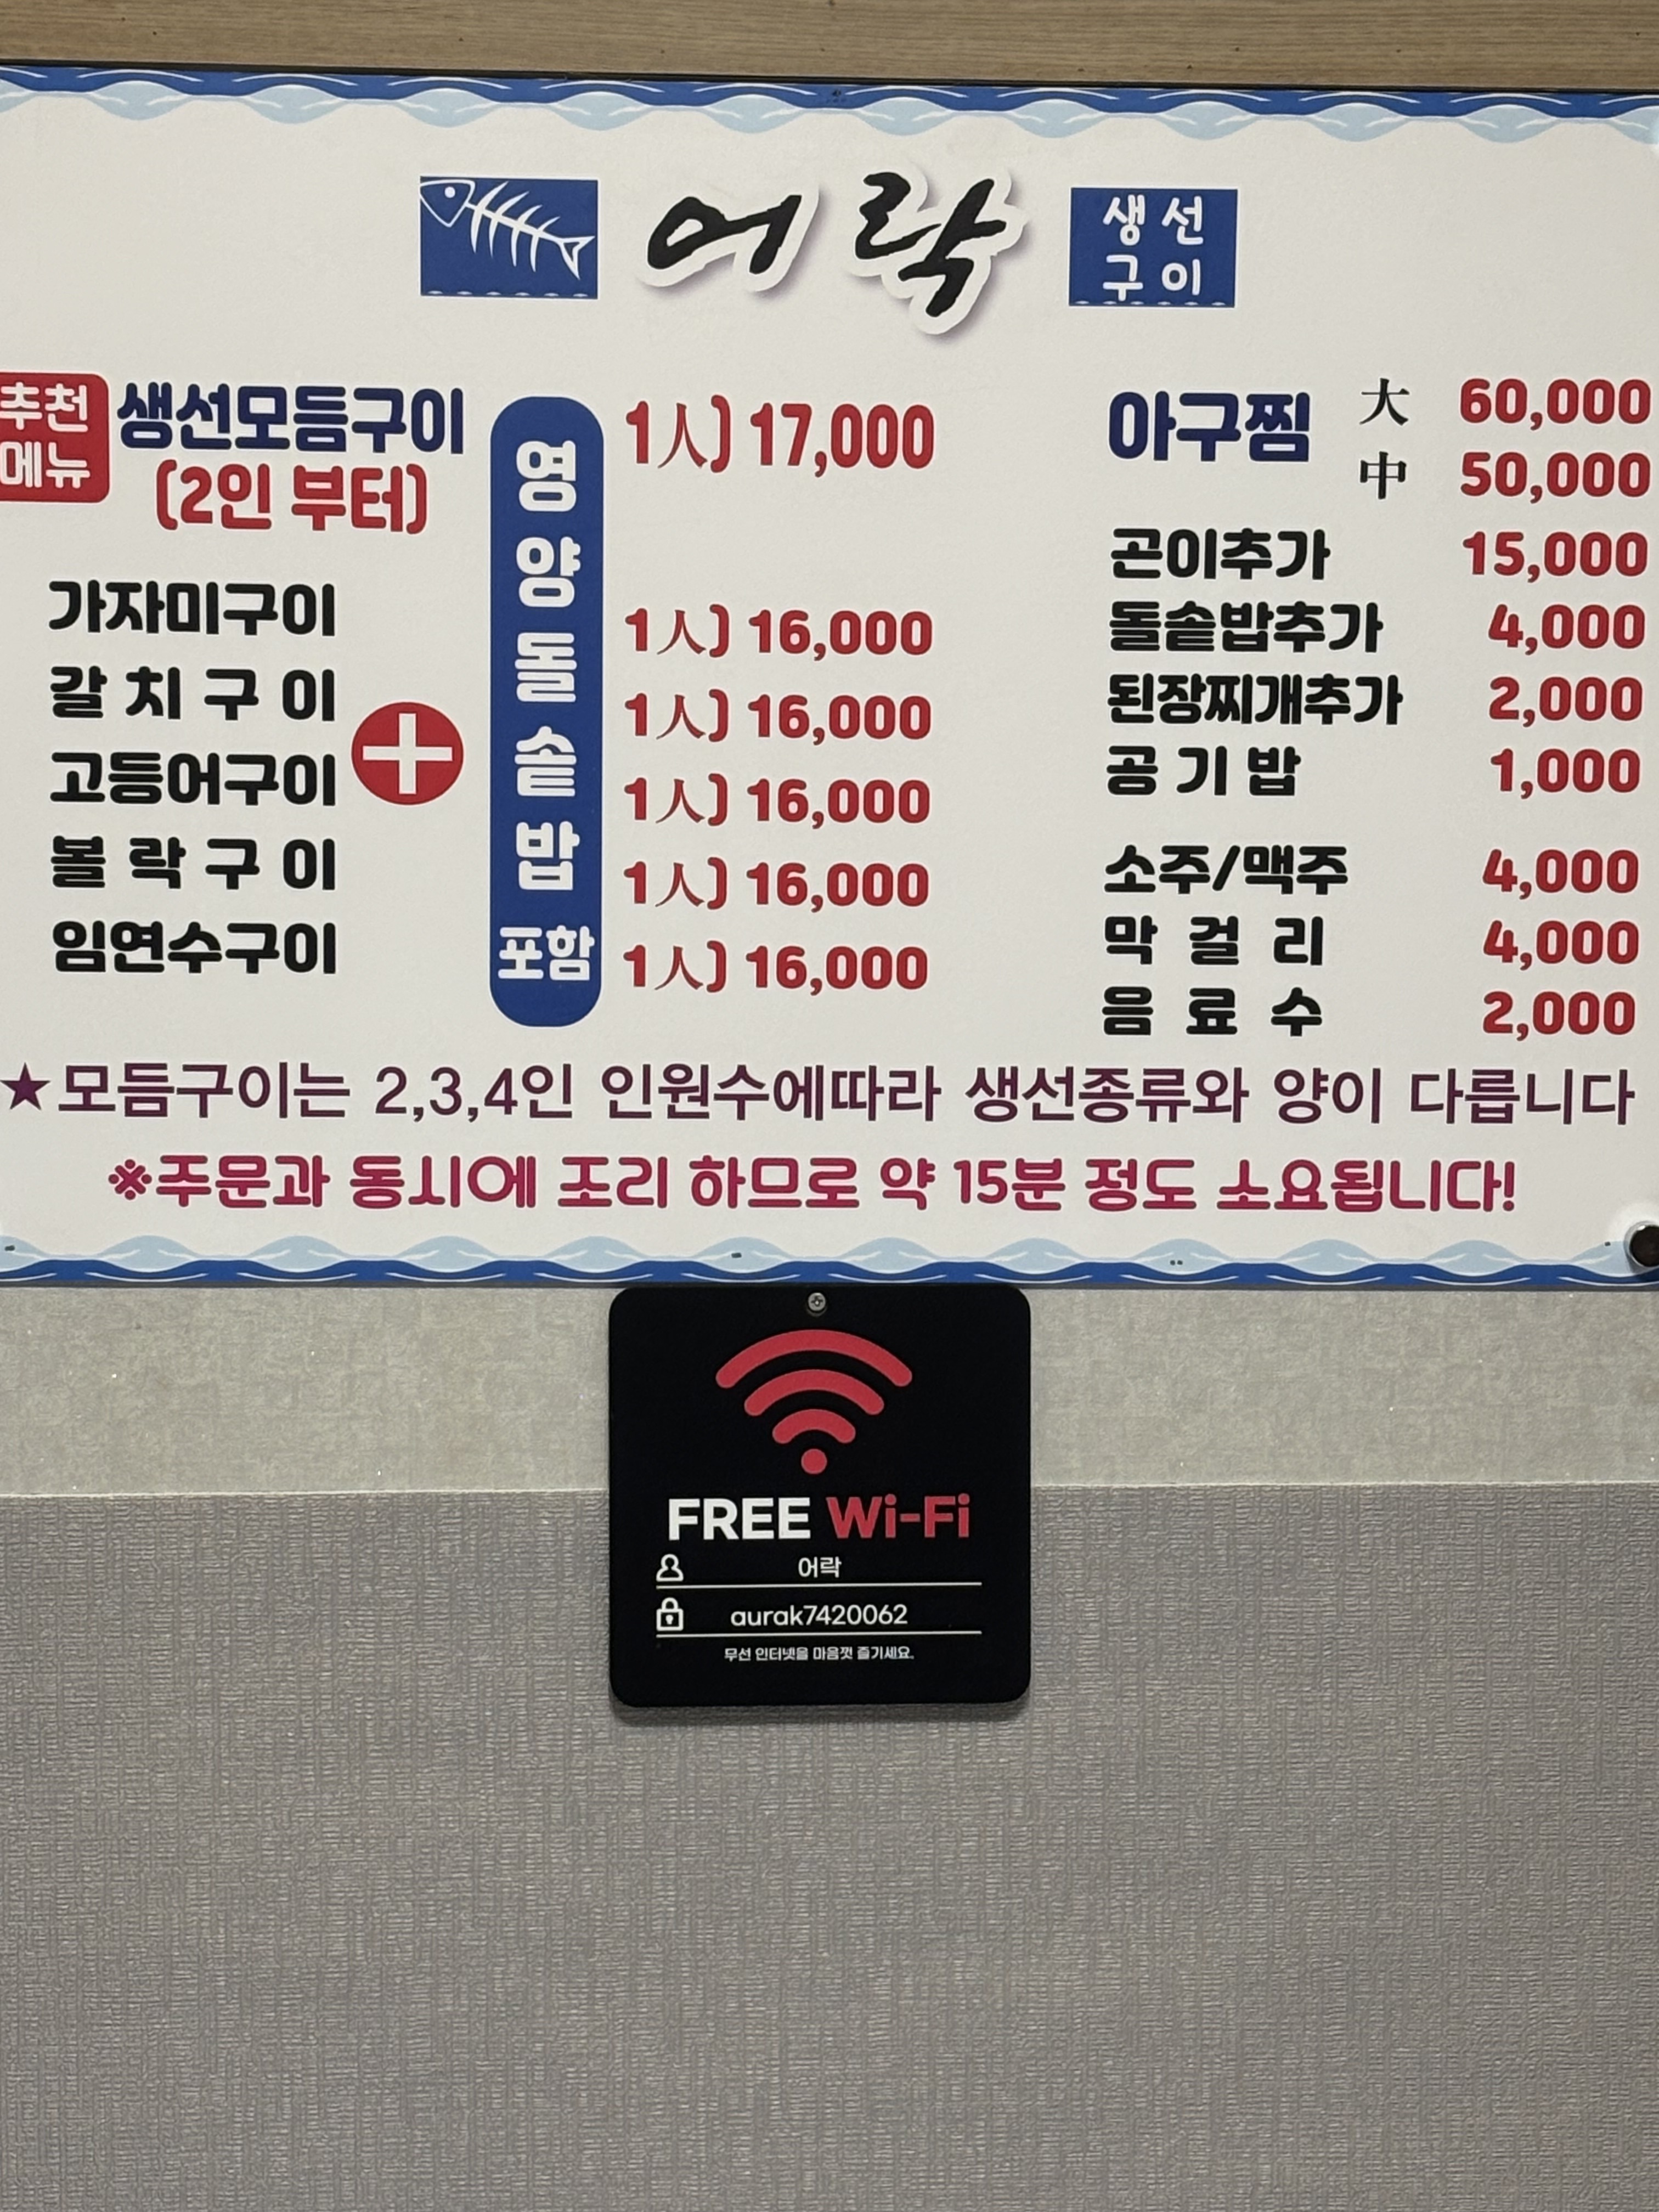 어락
생선
구이
추천
메뉴
생선모듬구이
(2인 부터)
가자미구이
갈치구이
고등어구이
볼락구이
임연수구이
영양돌솥밥
포함
1人) 17,000
1人) 16,000
1人) 16,000
1人) 16,000
1人) 16,000
1人) 16,000
아구찜 大 60,000
中 50,000
곤이추가 15,000
돌솥밥추가 4,000
된장찌개추가 2,000
공기밥 1,000
소주/맥주 4,000
막걸리 4,000
음료수 2,000
★모듬구이는 2,3,4인 인원수에따라 생선종류와 양이 다릅니다
※주문과 동시에 조리 하므로 약 15분 정도 소요됩니다!
FREE Wi-Fi
어락
aurak7420062
무선 인터넷을 마음껏 즐기세요.